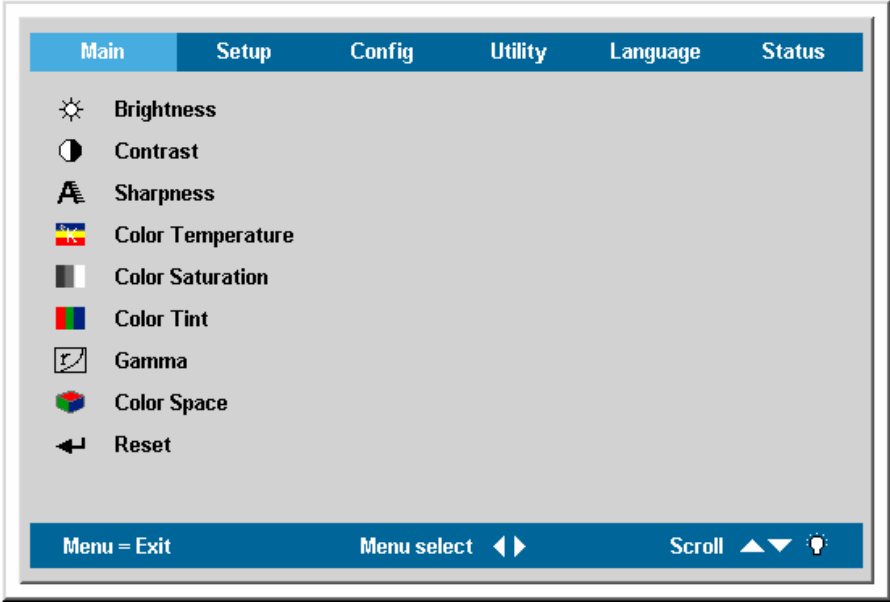 Main Setup Config Utility Language Status
Brightness
Contrast
Sharpness
Color Temperature
Color Saturation
Color Tint
Gamma
Color Space
Reset
Menu = Exit Menu select Scroll